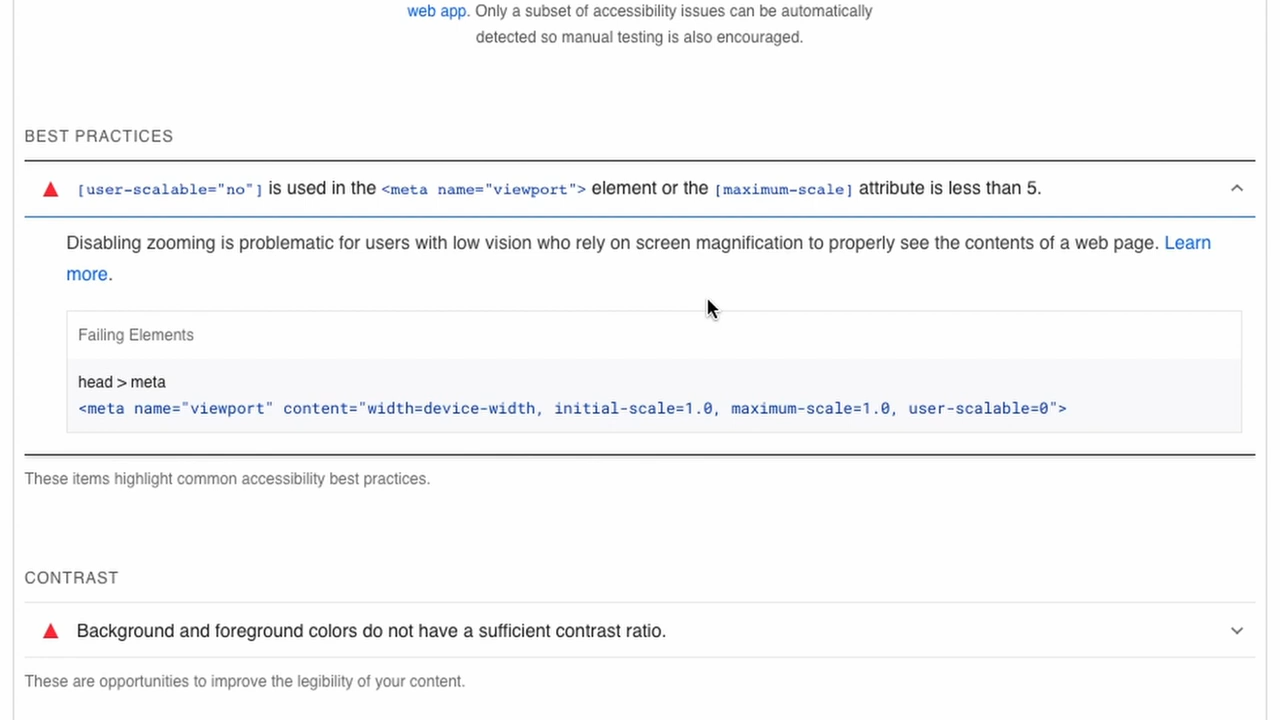 web app. Only a subset of accessibility issues can be automatically
detected so manual testing is also encouraged.
BEST PRACTICES
[user-scalable="no"] is used in the <meta name="viewport"> element or the [maximum-scale] attribute is less than 5.
Disabling zooming is problematic for users with low vision who rely on screen magnification to properly see the contents of a web page. Learn
more.
Failing Elements
head > meta
<meta name="viewport" content="width=device-width, initial-scale=1.0, maximum-scale=1.0, user-scalable=0">
These items highlight common accessibility best practices.
CONTRAST
Background and foreground colors do not have a sufficient contrast ratio.
These are opportunities to improve the legibility of your content.